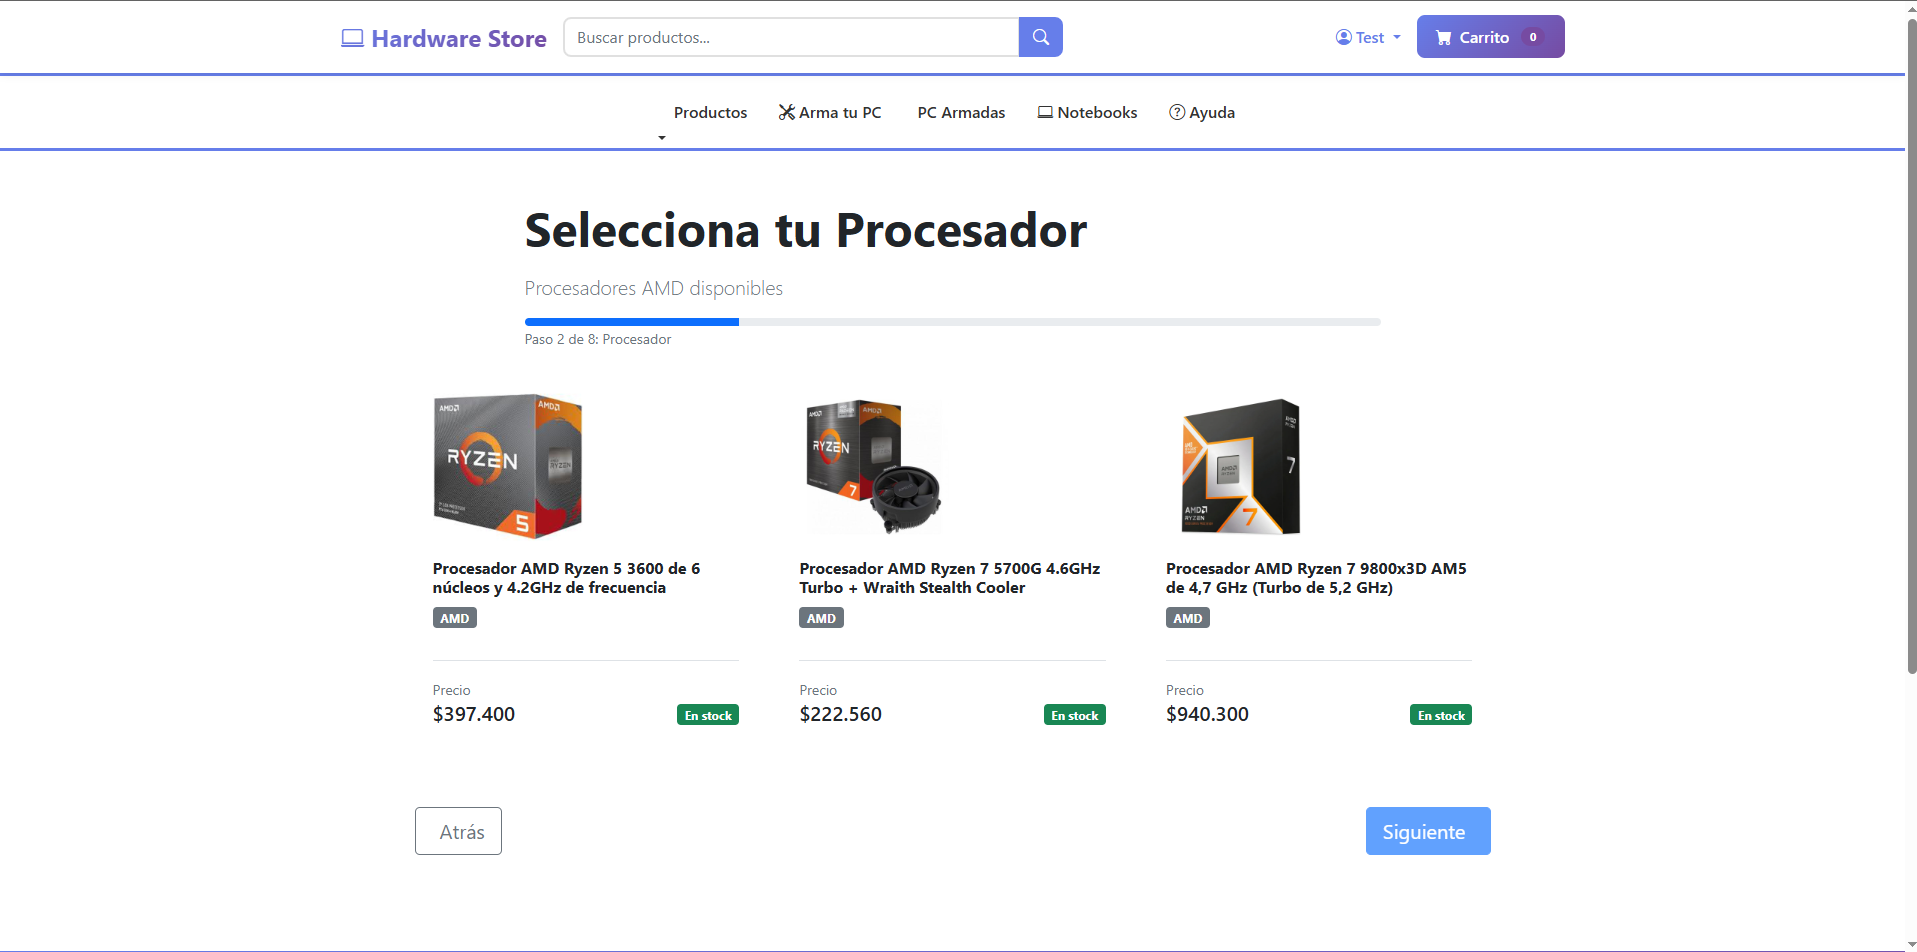 Hardware Store
Buscar productos...
Test
Carrito 0
Productos
Arma tu PC
PC Armadas
Notebooks
Ayuda
Selecciona tu Procesador
Procesadores AMD disponibles
Paso 2 de 8: Procesador
AMD
AMD
RYZEN
RYZEN
5
AMD
AMD
RYZEN
7
7
AMD
RYZEN
7
Procesador AMD Ryzen 5 3600 de 6
núcleos y 4.2GHz de frecuencia
AMD
Precio
$397.400
En stock
Procesador AMD Ryzen 7 5700G 4.6GHz
Turbo + Wraith Stealth Cooler
AMD
Precio
$222.560
En stock
Procesador AMD Ryzen 7 9800x3D AM5
de 4,7 GHz (Turbo de 5,2 GHz)
AMD
Precio
$940.300
En stock
Atrás
Siguiente